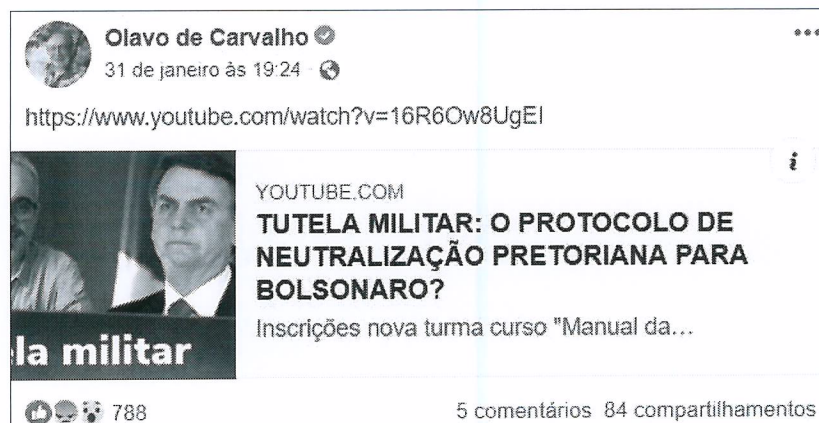 Olavo de Carvalho
31 de janeiro às 19:24
https://www.youtube.com/watch?v=16R6Ow8UgEI
YOUTUBE.COM
TUTELA MILITAR: O PROTOCOLO DE
NEUTRALIZAÇÃO PRETORIANA PARA
BOLSONARO?
Inscrições nova turma curso "Manual da...
la militar
788
5 comentários 84 compartilhamentos